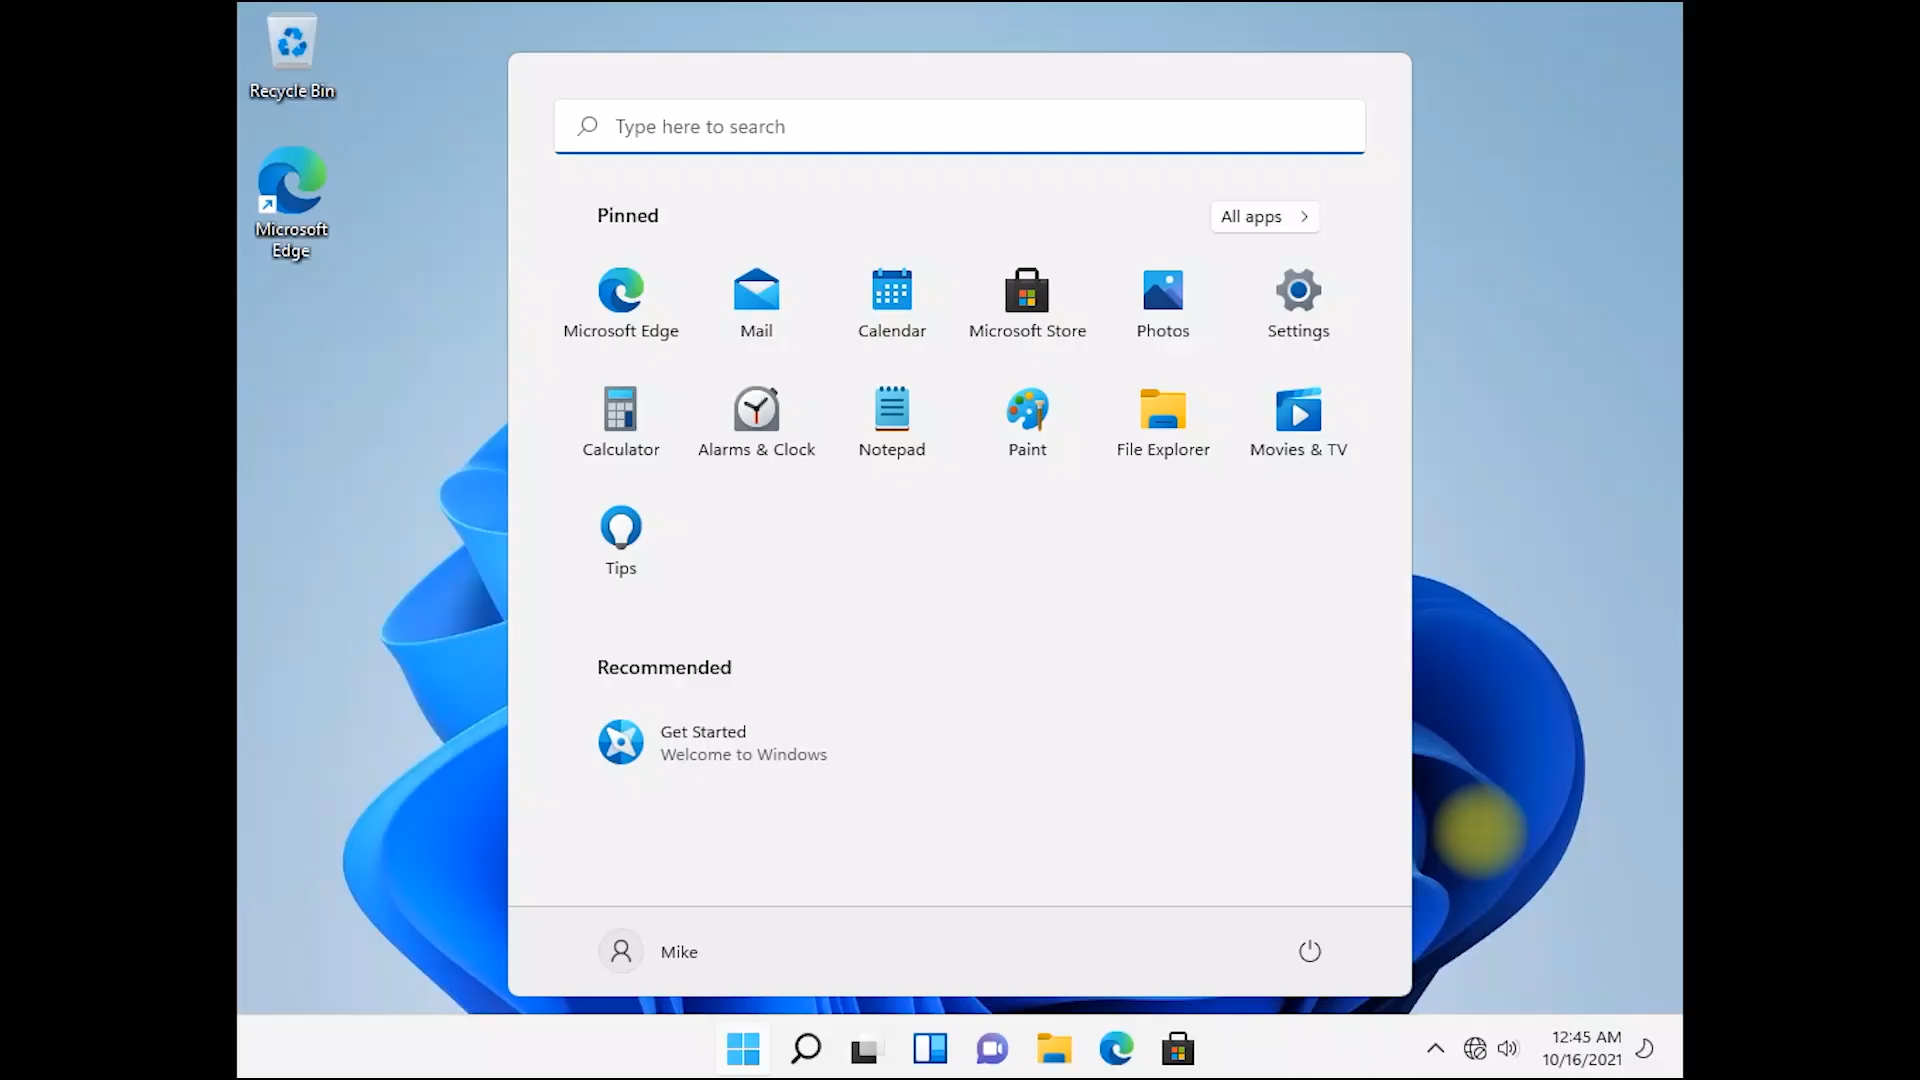 Recycle Bin
Microsoft
Edge
Type here to search
Pinned
All apps
Microsoft Edge
Mail
Calendar
Microsoft Store
Photos
Settings
Calculator
Alarms & Clock
Notepad
Paint
File Explorer
Movies & TV
Tips
Recommended
Get Started
Welcome to Windows
Mike
12:45 AM
10/16/2021